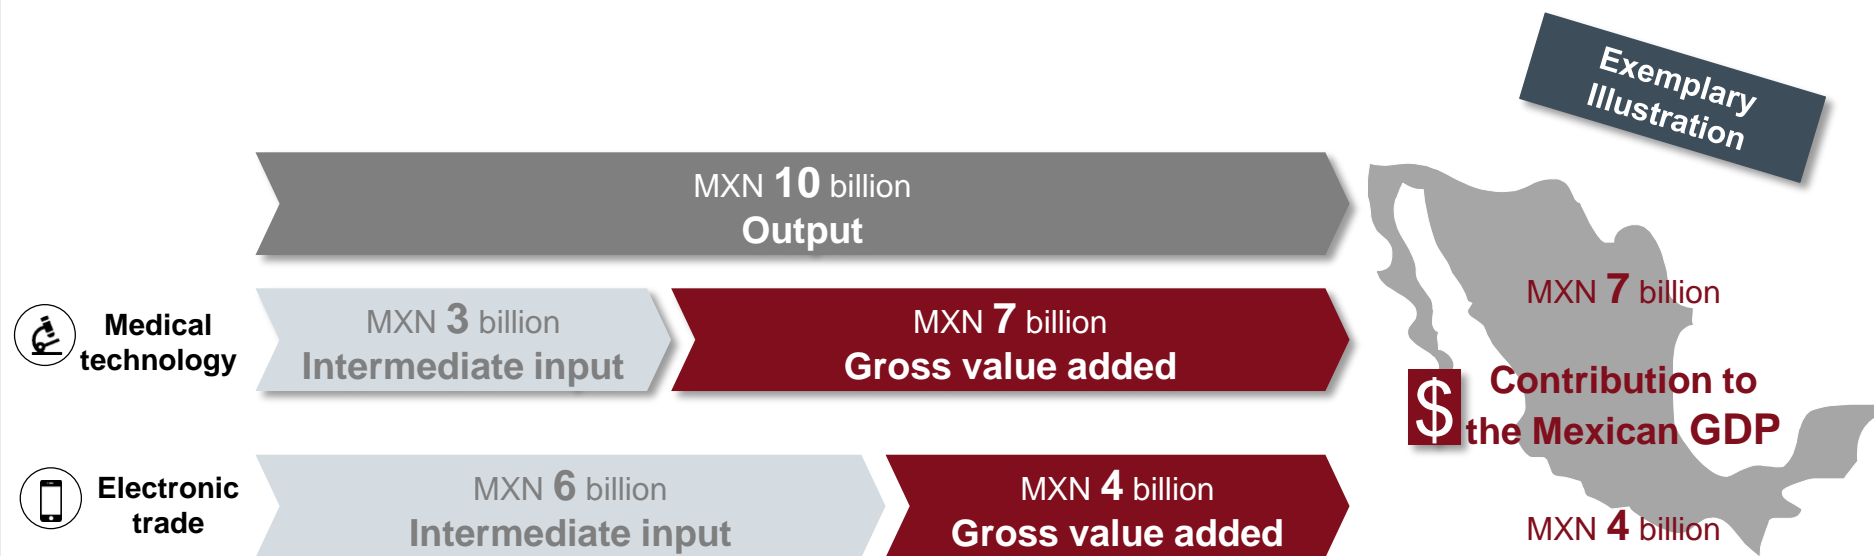 Exemplary
Illustration
MXN 10 billion
Output
Medical
technology
MXN 3 billion
Intermediate input
MXN 7 billion
Gross value added
MXN 7 billion
$
Contribution to
the Mexican GDP
Electronic
trade
MXN 6 billion
Intermediate input
MXN 4 billion
Gross value added
MXN 4 billion